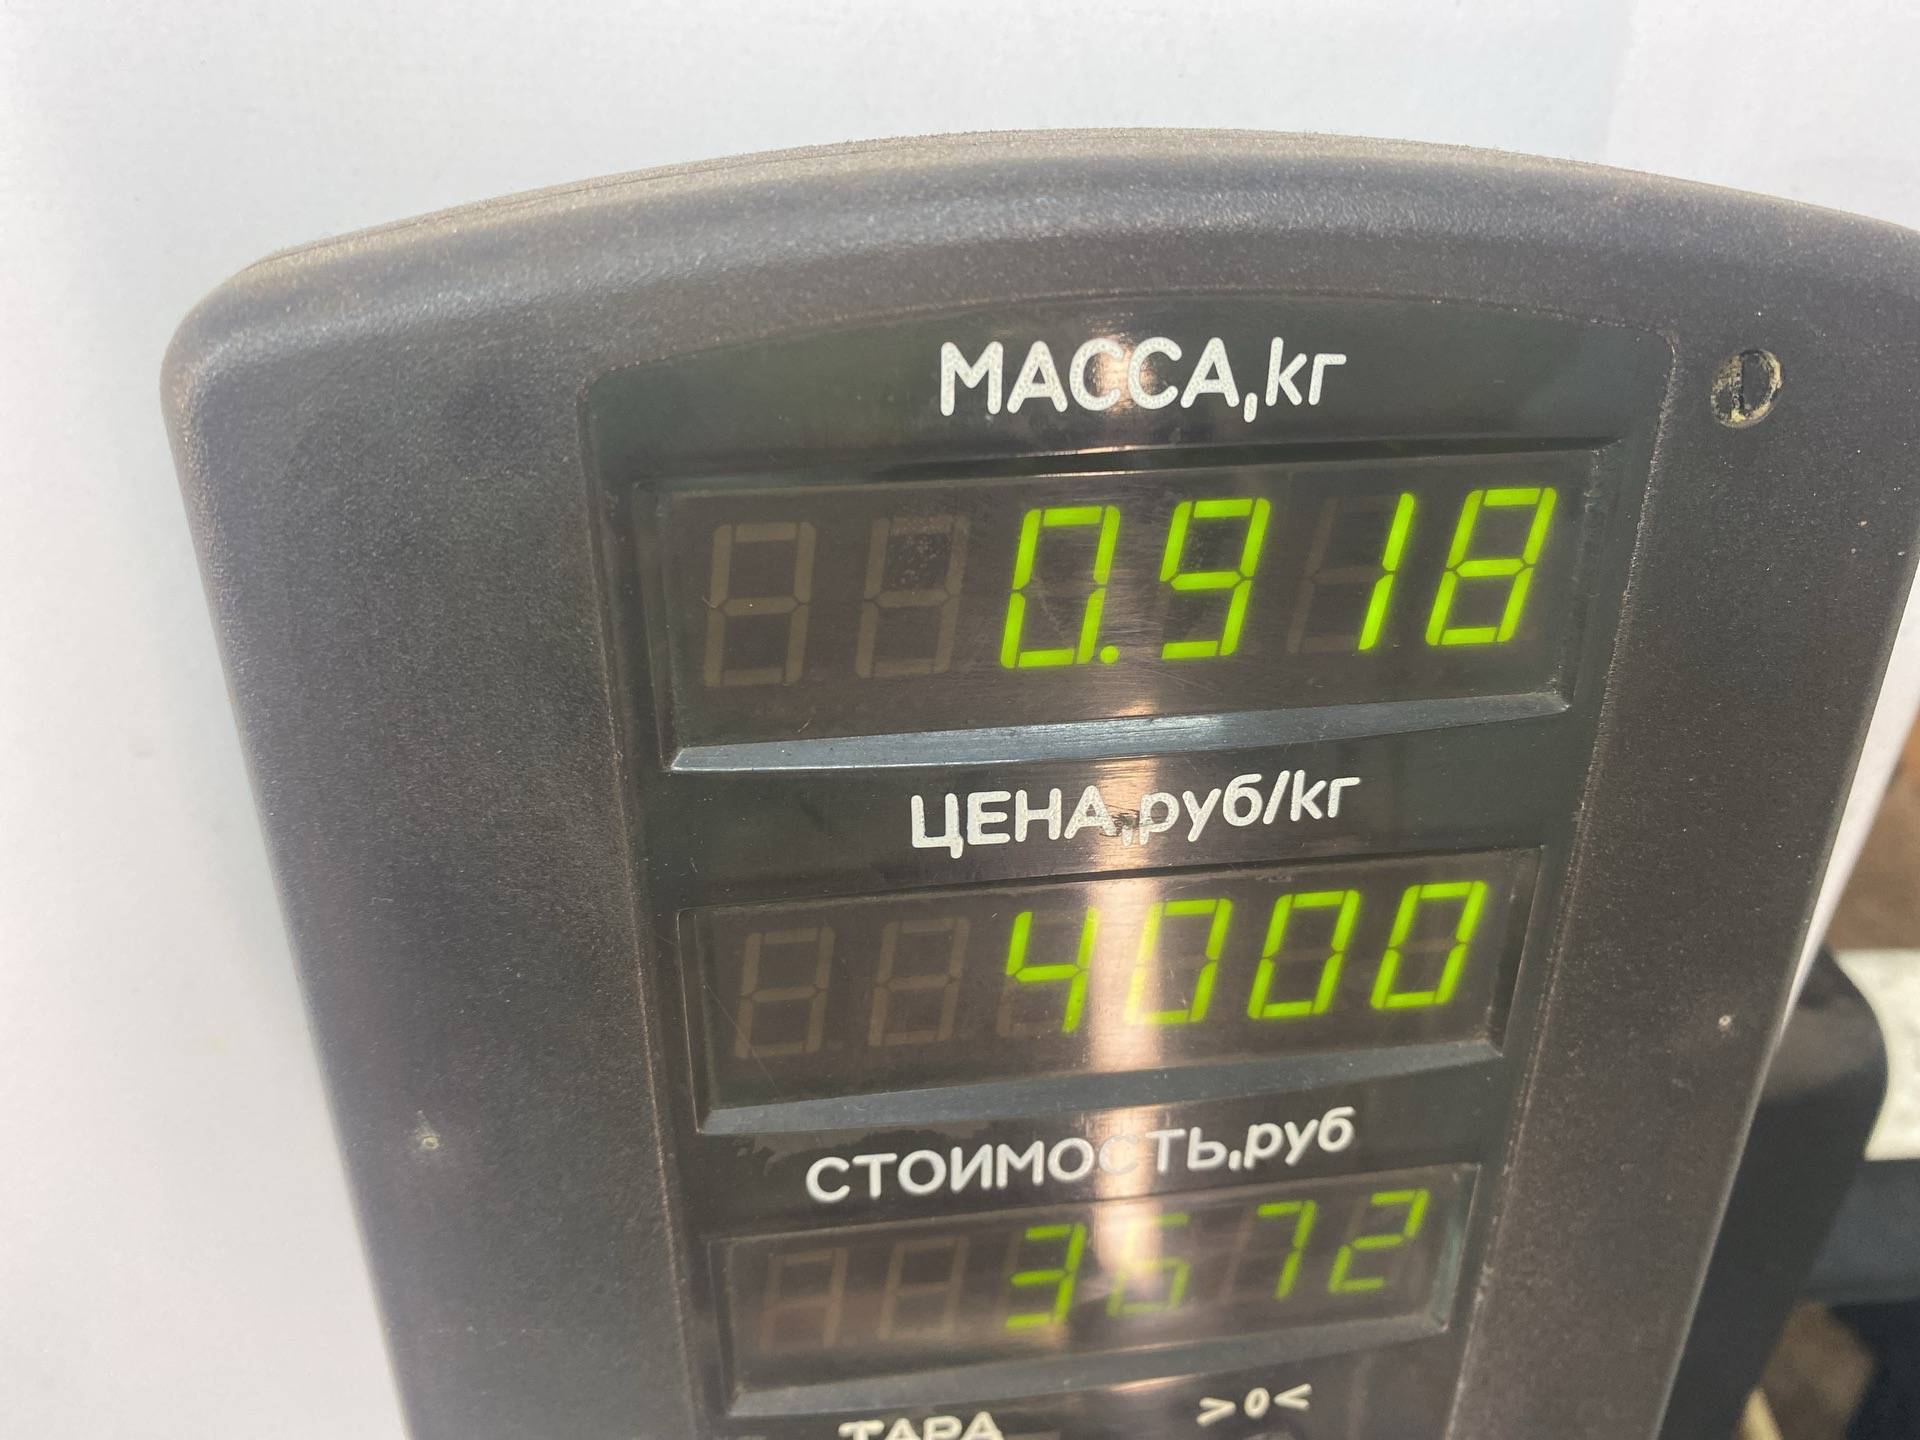 МАССА,кг
0.918
ЦЕНА,руб/кг
4000
СТОИМОСТЬ,руб
3672
>0<
ТАРА